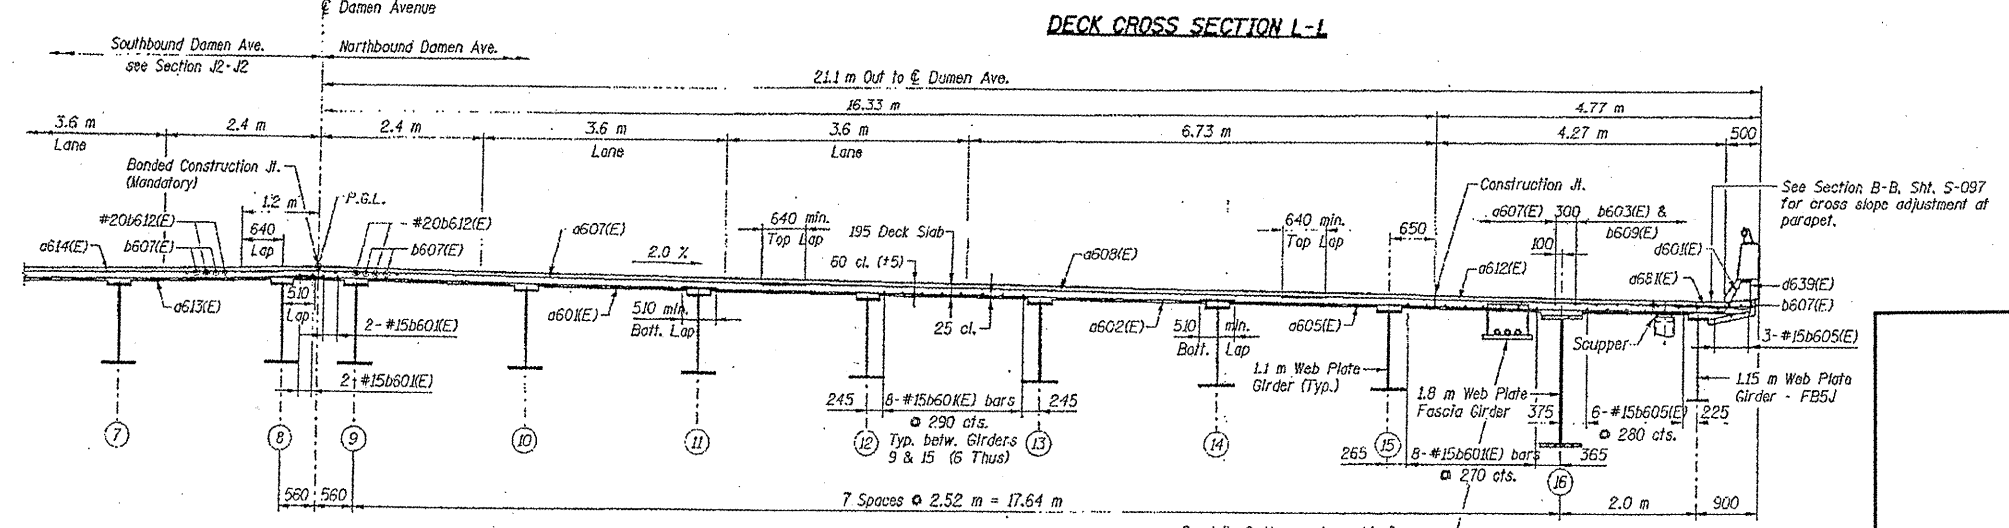 ℄ Damen Avenue
DECK CROSS SECTION L-L
Southbound Damen Ave.
see Section J2-J2
Northbound Damen Ave.
21.1 m Out to ℄ Damen Ave.
16.33 m
4.77 m
3.6 m
Lane
2.4 m
2.4 m
3.6 m
Lane
3.6 m
Lane
6.73 m
4.27 m
500
Bonded Construction Jt.
(Mandatory)
1.2 m
P.G.L.
#20b612(E)
b607(E)
a614(E)
640
Lap
#20b612(E)
b607(E)
a607(E)
2.0 %
640 min.
Top Lap
195 Deck Slab
60 cl. (±5)
a608(E)
640 min.
Top Lap
650
Construction Jt.
a607(E)
300
b603(E) &
b609(E)
100
d601(E)
See Section B-B, Sht. S-097
for cross slope adjustment at
parapet.
a612(E)
a681(E)
d639(E)
b607(E)
a613(E)
510
Lap
2-#15b601(E)
2-#15b601(E)
a601(E)
510 min.
Bott. Lap
25 cl.
a602(E)
510 min.
Bott. Lap
a605(E)
1.1 m Web Plate
Girder (Typ.)
Scupper
3-#15b605(E)
1.8 m Web Plate
Fascia Girder
1.15 m Web Plate
Girder - FB5J
245
8-#15b601(E) bars
@ 290 cts.
Typ. betw. Girders
9 & 15 (6 Thus)
245
375
6-#15b605(E)
@ 280 cts.
225
265
8-#15b601(E) bars
@ 270 cts.
365
7
8
9
10
11
12
13
14
15
16
560
560
7 Spaces @ 2.52 m = 17.64 m
2.0 m
900